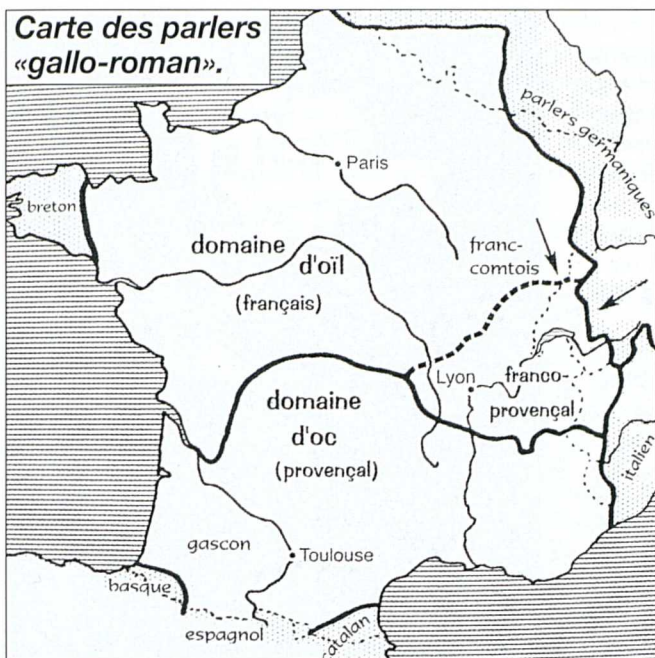 Carte des parlers
«gallo-roman».
parlers germaniques
Paris
breton
domaine
d'oïl
(français)
franc-
comtois
Lyon
franco-
provençal
domaine
d'oc
(provençal)
italien
gascon
Toulouse
basque
espagnol
catalan